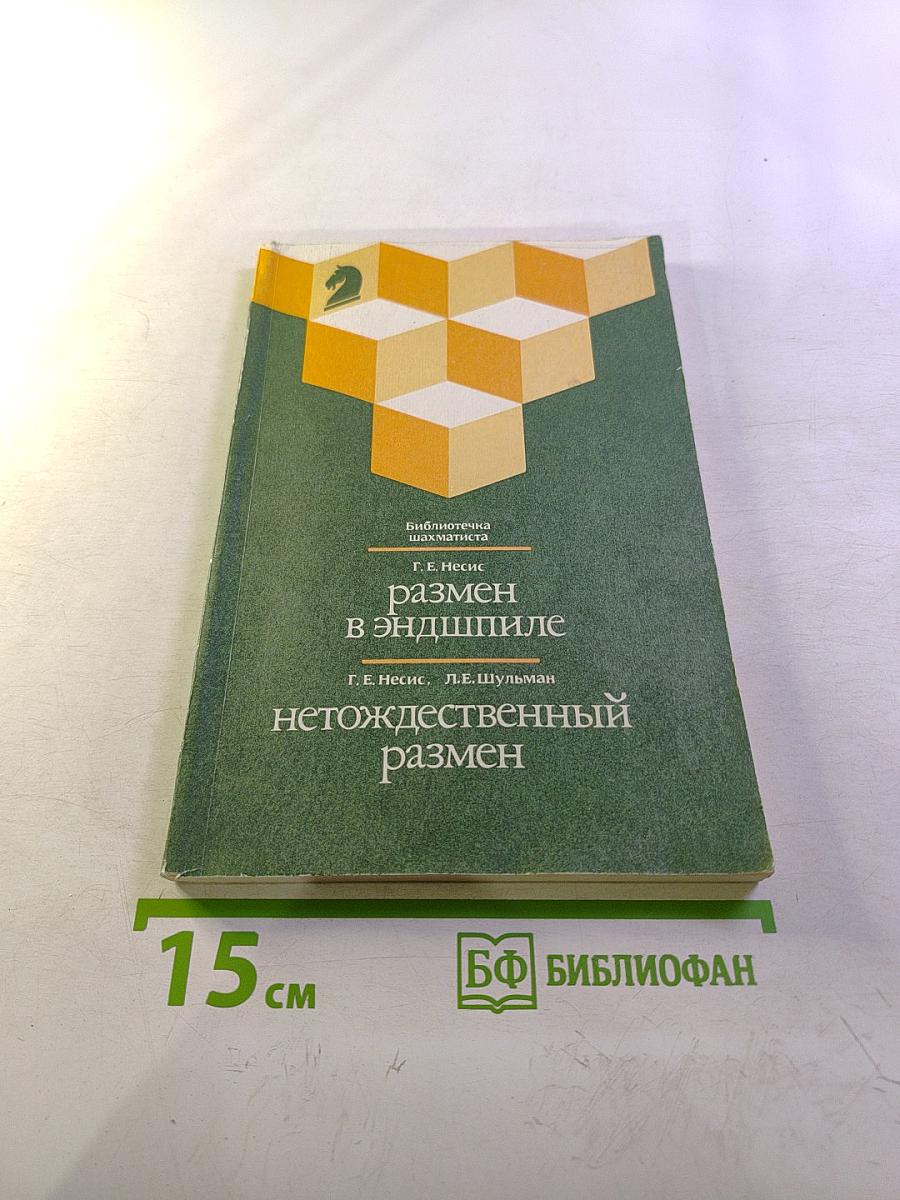 Библиотечка
шахматиста
Г. Е. Несис
размен
в эндшпиле
Г. Е. Несис, Л. Е. Шульман
нетождественный
размен
15 см
БФ БИБЛИОФАН